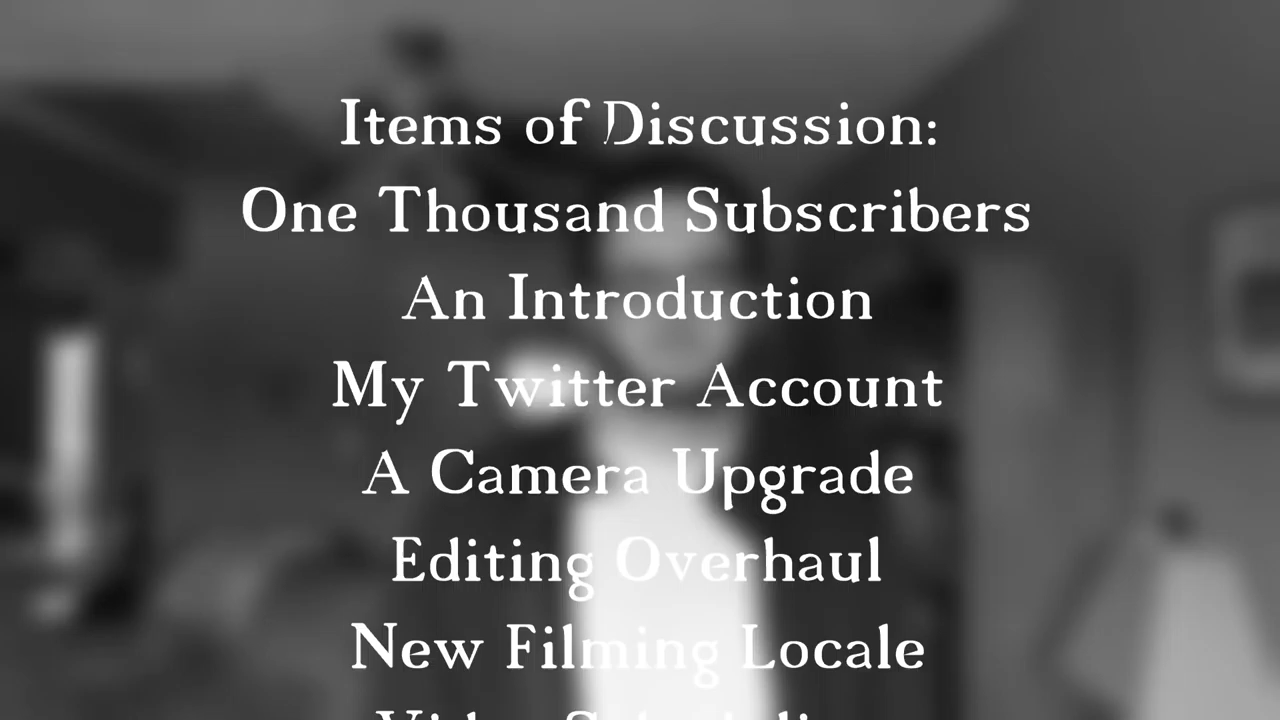 Items of Discussion:
One Thousand Subscribers
An Introduction
My Twitter Account
A Camera Upgrade
Editing Overhaul
New Filming Locale